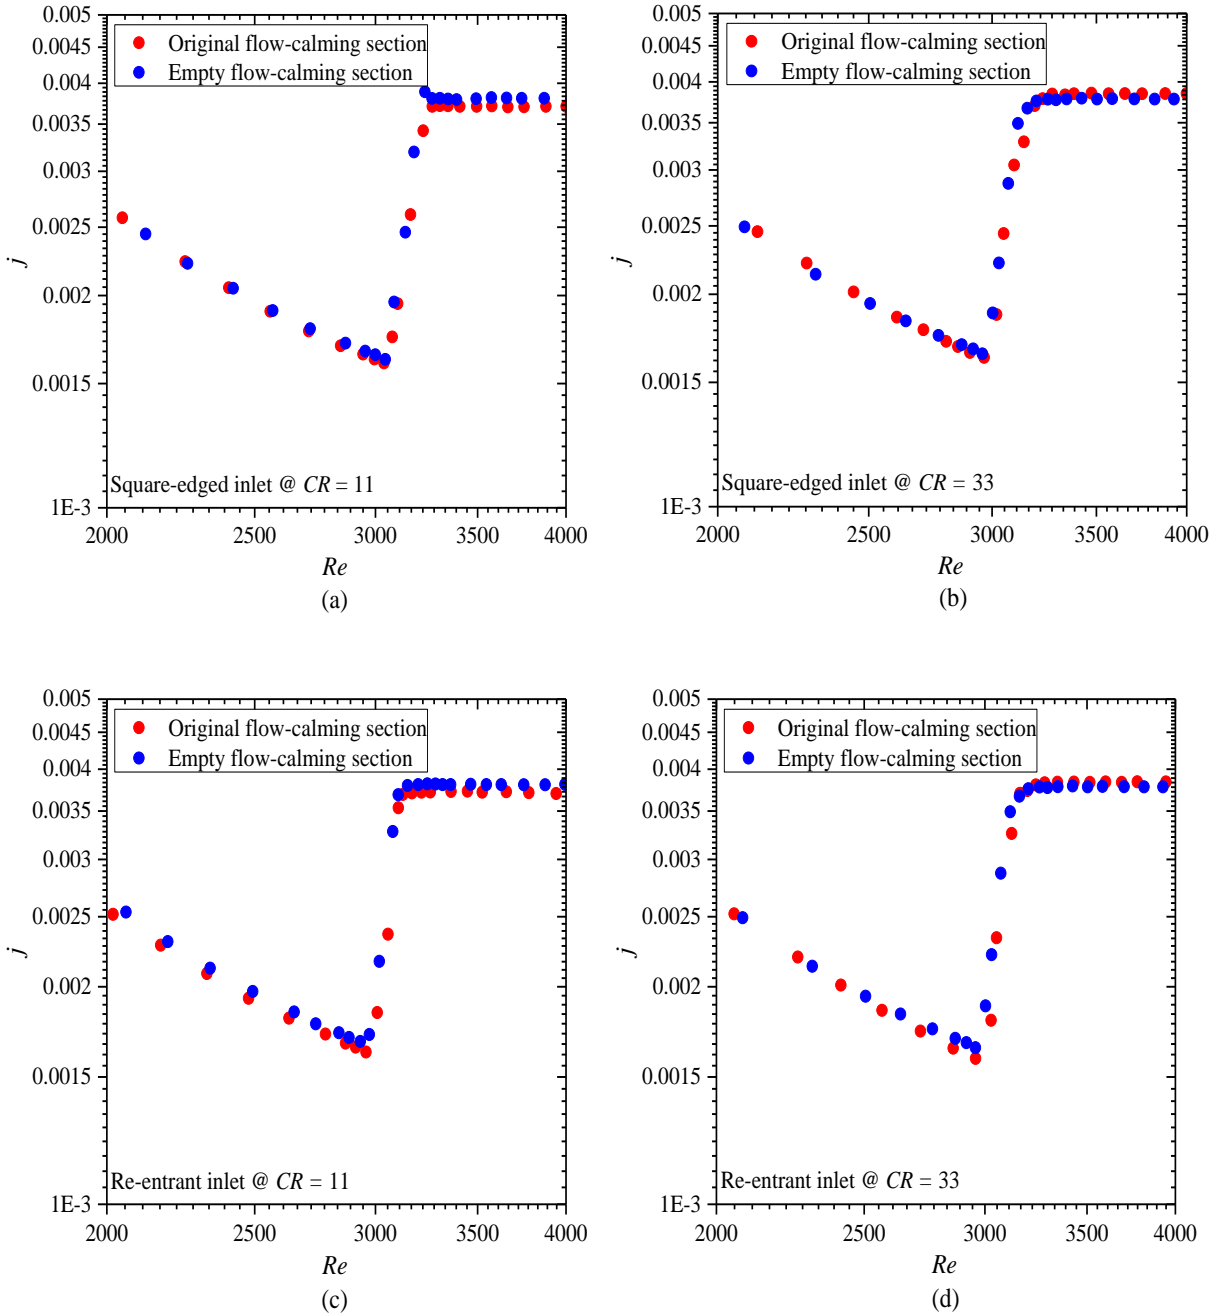 0.005
0.0045
0.004
0.0035
0.003
0.0025
0.002
0.0015
1E-3
j
Original flow-calming section
Empty flow-calming section
Square-edged inlet @ CR = 11
2000 2500 3000 3500 4000
Re
(a)
0.005
0.0045
0.004
0.0035
0.003
0.0025
0.002
0.0015
1E-3
j
Original flow-calming section
Empty flow-calming section
Square-edged inlet @ CR = 33
2000 2500 3000 3500 4000
Re
(b)
0.005
0.0045
0.004
0.0035
0.003
0.0025
0.002
0.0015
1E-3
j
Original flow-calming section
Empty flow-calming section
Re-entrant inlet @ CR = 11
2000 2500 3000 3500 4000
Re
(c)
0.005
0.0045
0.004
0.0035
0.003
0.0025
0.002
0.0015
1E-3
j
Original flow-calming section
Empty flow-calming section
Re-entrant inlet @ CR = 33
2000 2500 3000 3500 4000
Re
(d)